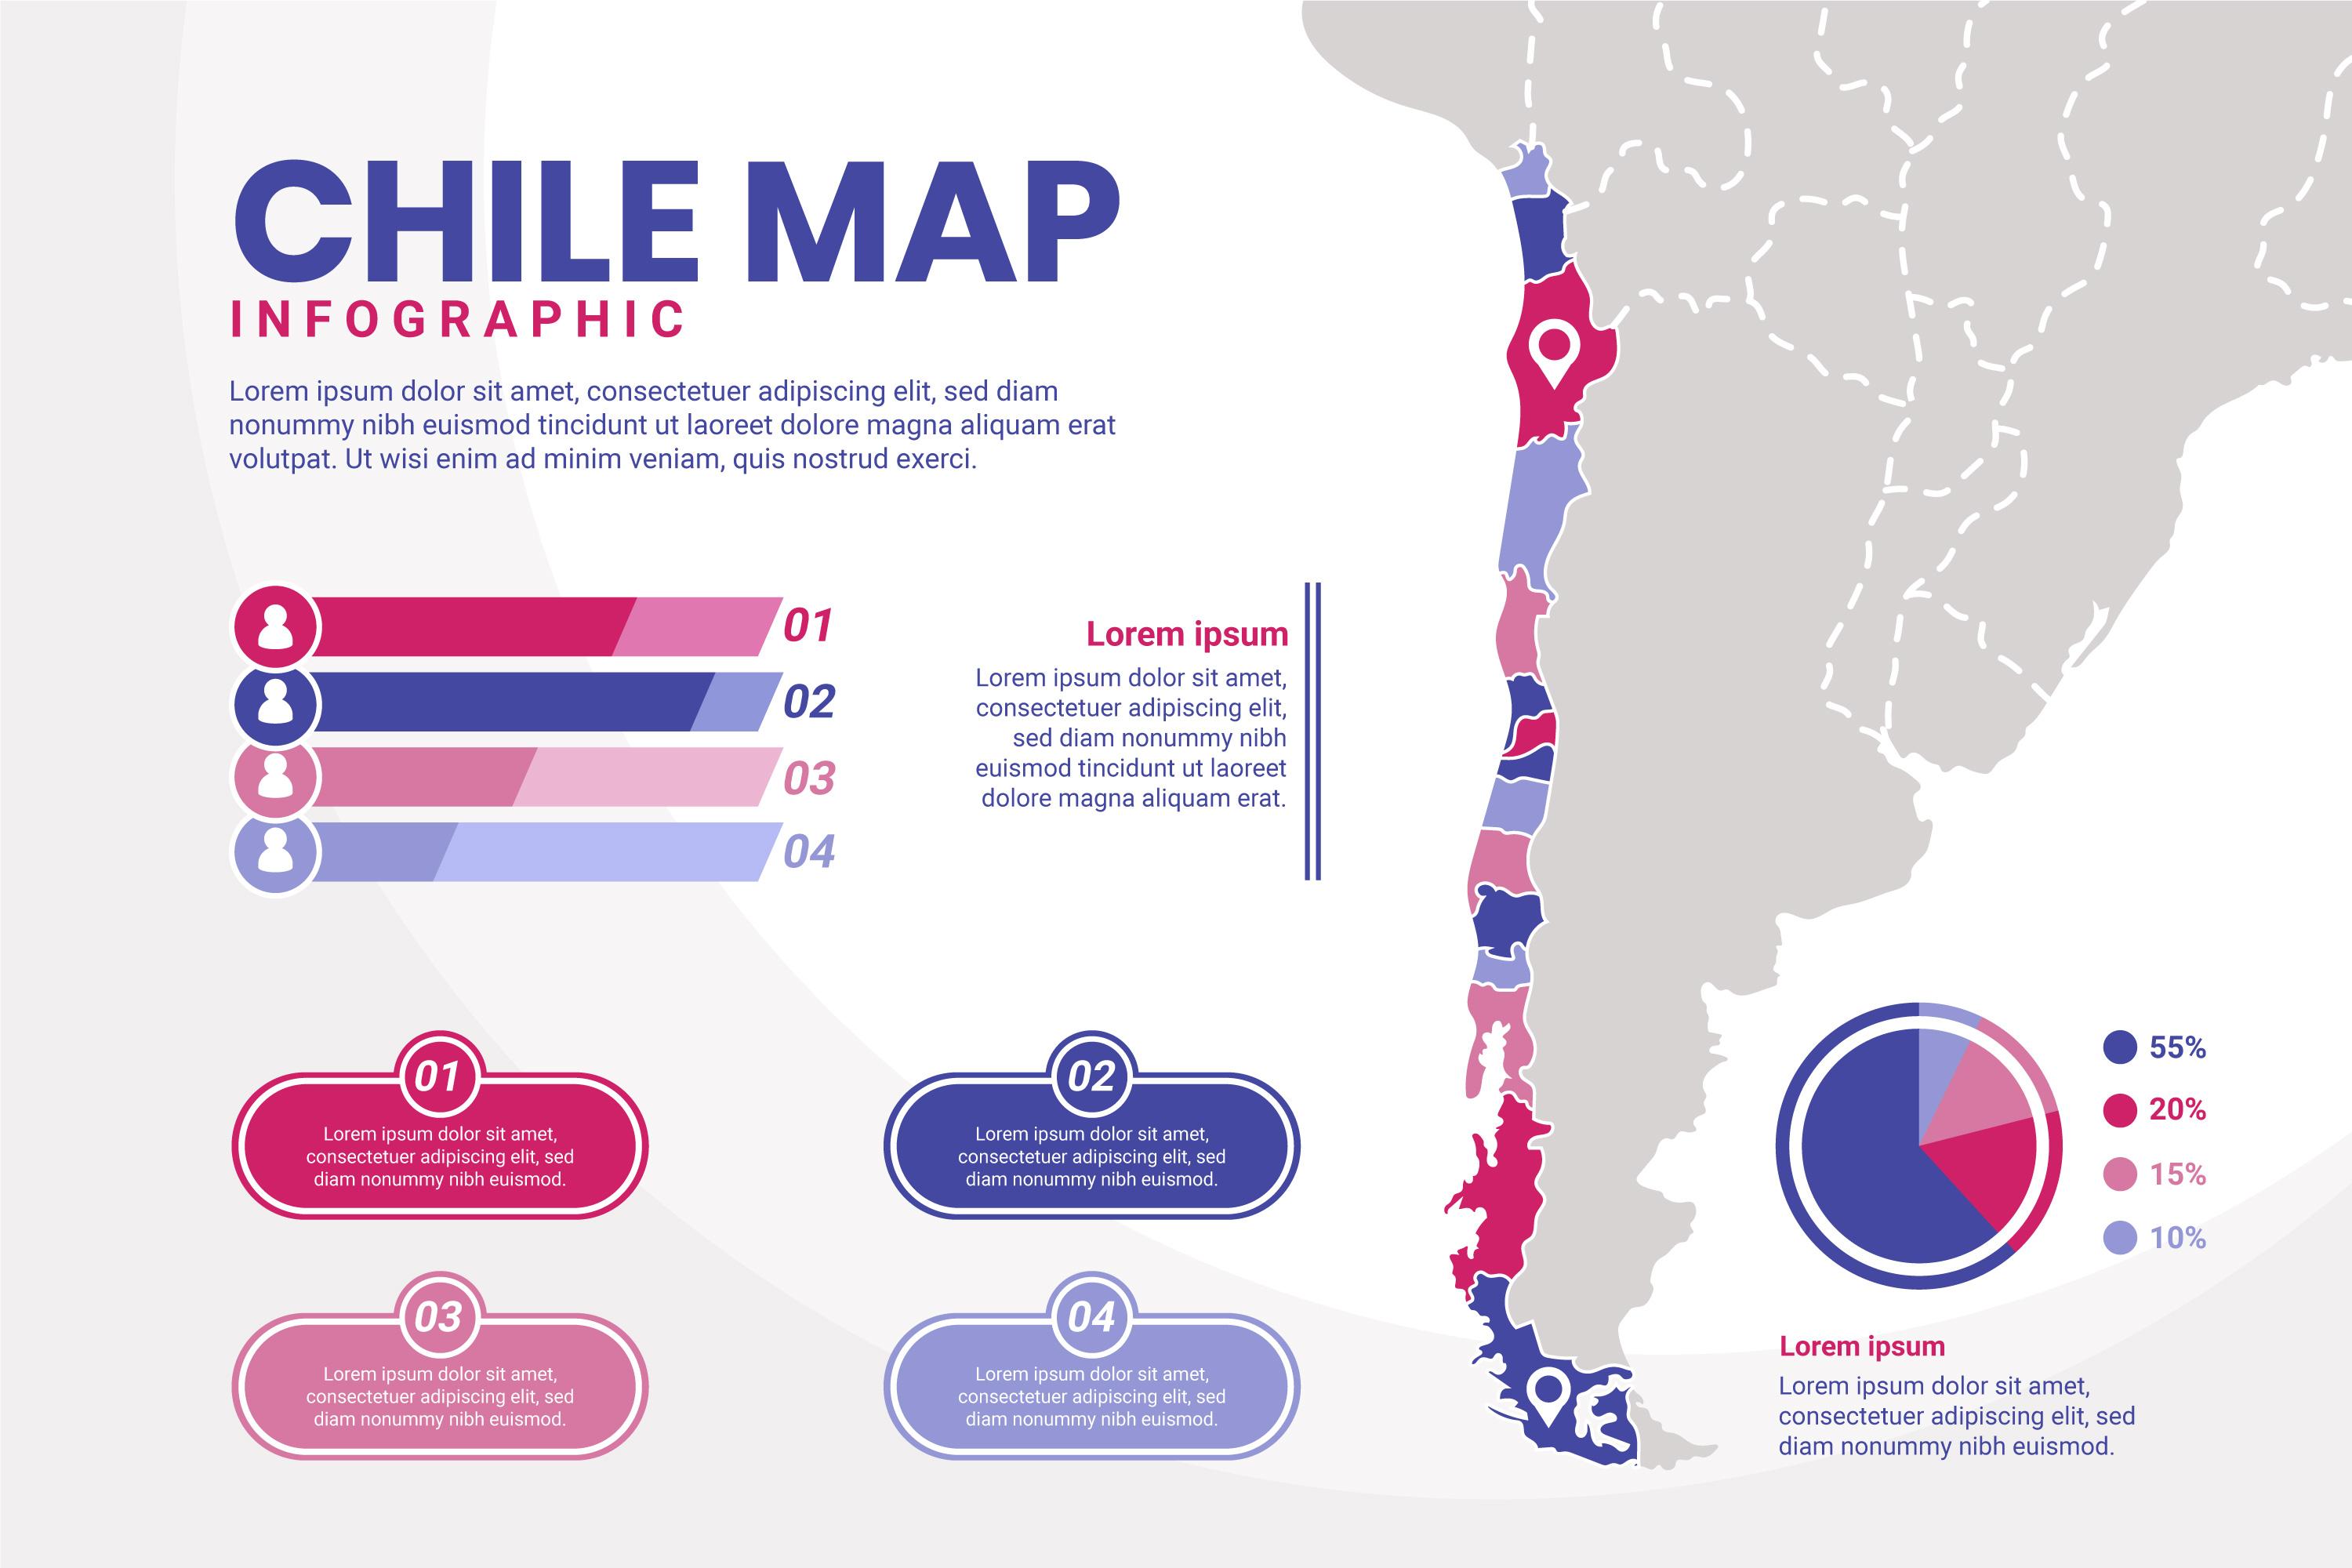 CHILE MAP
INFOGRAPHIC
Lorem ipsum dolor sit amet, consectetuer adipiscing elit, sed diam
nonummy nibh euismod tincidunt ut laoreet dolore magna aliquam erat
volutpat. Ut wisi enim ad minim veniam, quis nostrud exerci.
01
02
03
04
Lorem ipsum
Lorem ipsum dolor sit amet,
consectetuer adipiscing elit,
sed diam nonummy nibh
euismod tincidunt ut laoreet
dolore magna aliquam erat.
01
Lorem ipsum dolor sit amet,
consectetuer adipiscing elit, sed
diam nonummy nibh euismod.
02
Lorem ipsum dolor sit amet,
consectetuer adipiscing elit, sed
diam nonummy nibh euismod.
03
Lorem ipsum dolor sit amet,
consectetuer adipiscing elit, sed
diam nonummy nibh euismod.
04
Lorem ipsum dolor sit amet,
consectetuer adipiscing elit, sed
diam nonummy nibh euismod.
55%
20%
15%
10%
Lorem ipsum
Lorem ipsum dolor sit amet,
consectetuer adipiscing elit, sed
diam nonummy nibh euismod.